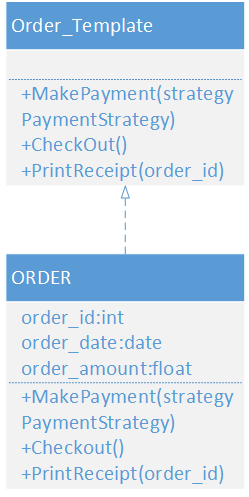 Order_Template
+MakePayment(strategy
PaymentStrategy)
+CheckOut()
+PrintReceipt(order_id)
ORDER
order_id:int
order_date:date
order_amount:float
+MakePayment(strategy
PaymentStrategy)
+Checkout()
+PrintReceipt(order_id)